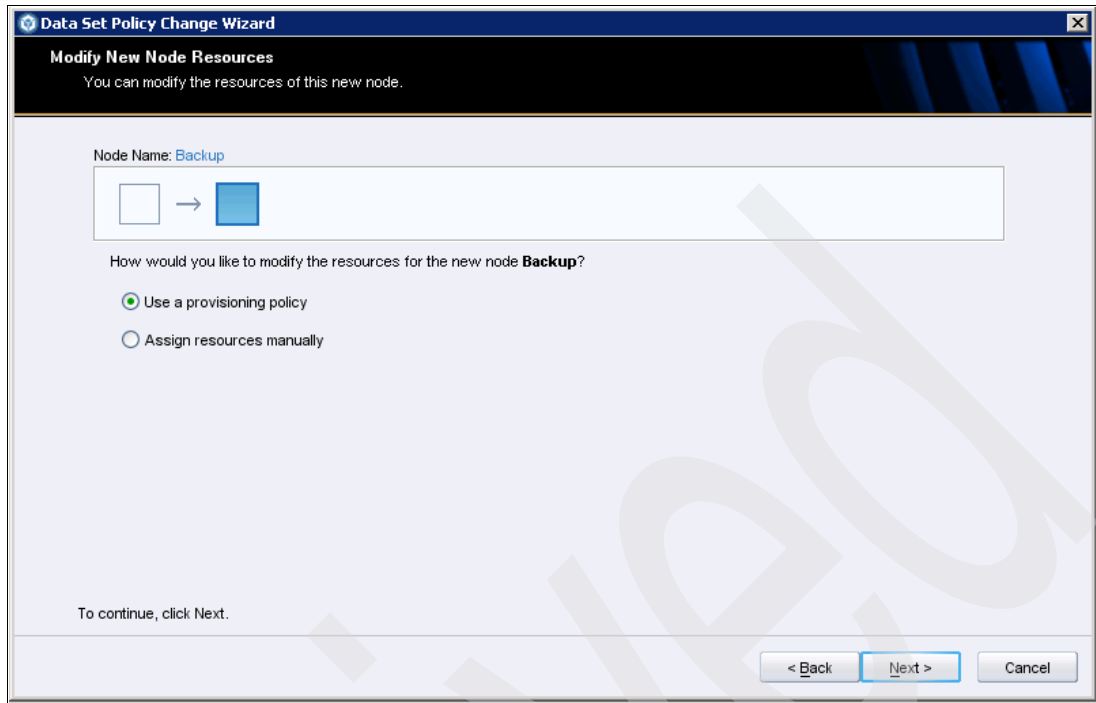 Data Set Policy Change Wizard
Modify New Node Resources
You can modify the resources of this new node.
Node Name: Backup
How would you like to modify the resources for the new node Backup?
Use a provisioning policy
Assign resources manually
To continue, click Next.
< Back
Next >
Cancel